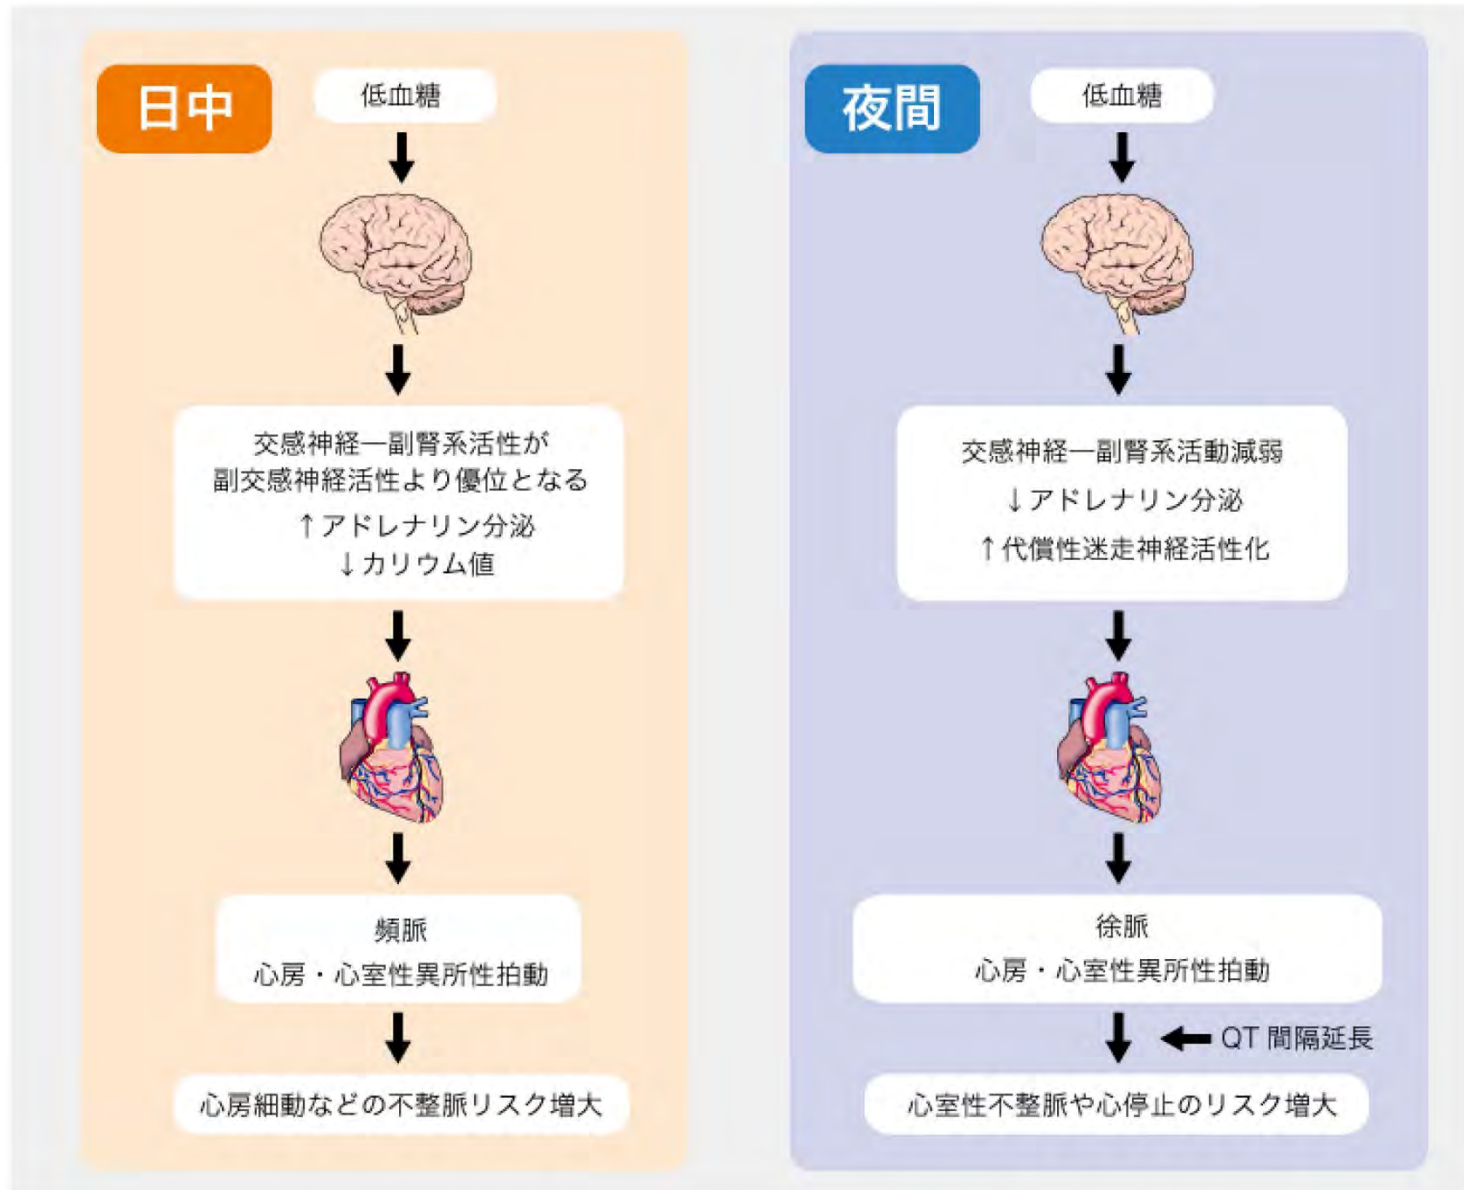 日中
低血糖
交感神経―副腎系活性が
副交感神経活性より優位となる
↑アドレナリン分泌
↓カリウム値
頻脈
心房・心室性異所性拍動
心房細動などの不整脈リスク増大
夜間
低血糖
交感神経―副腎系活動減弱
↓アドレナリン分泌
↑代償性迷走神経活性化
徐脈
心房・心室性異所性拍動
QT 間隔延長
心室性不整脈や心停止のリスク増大